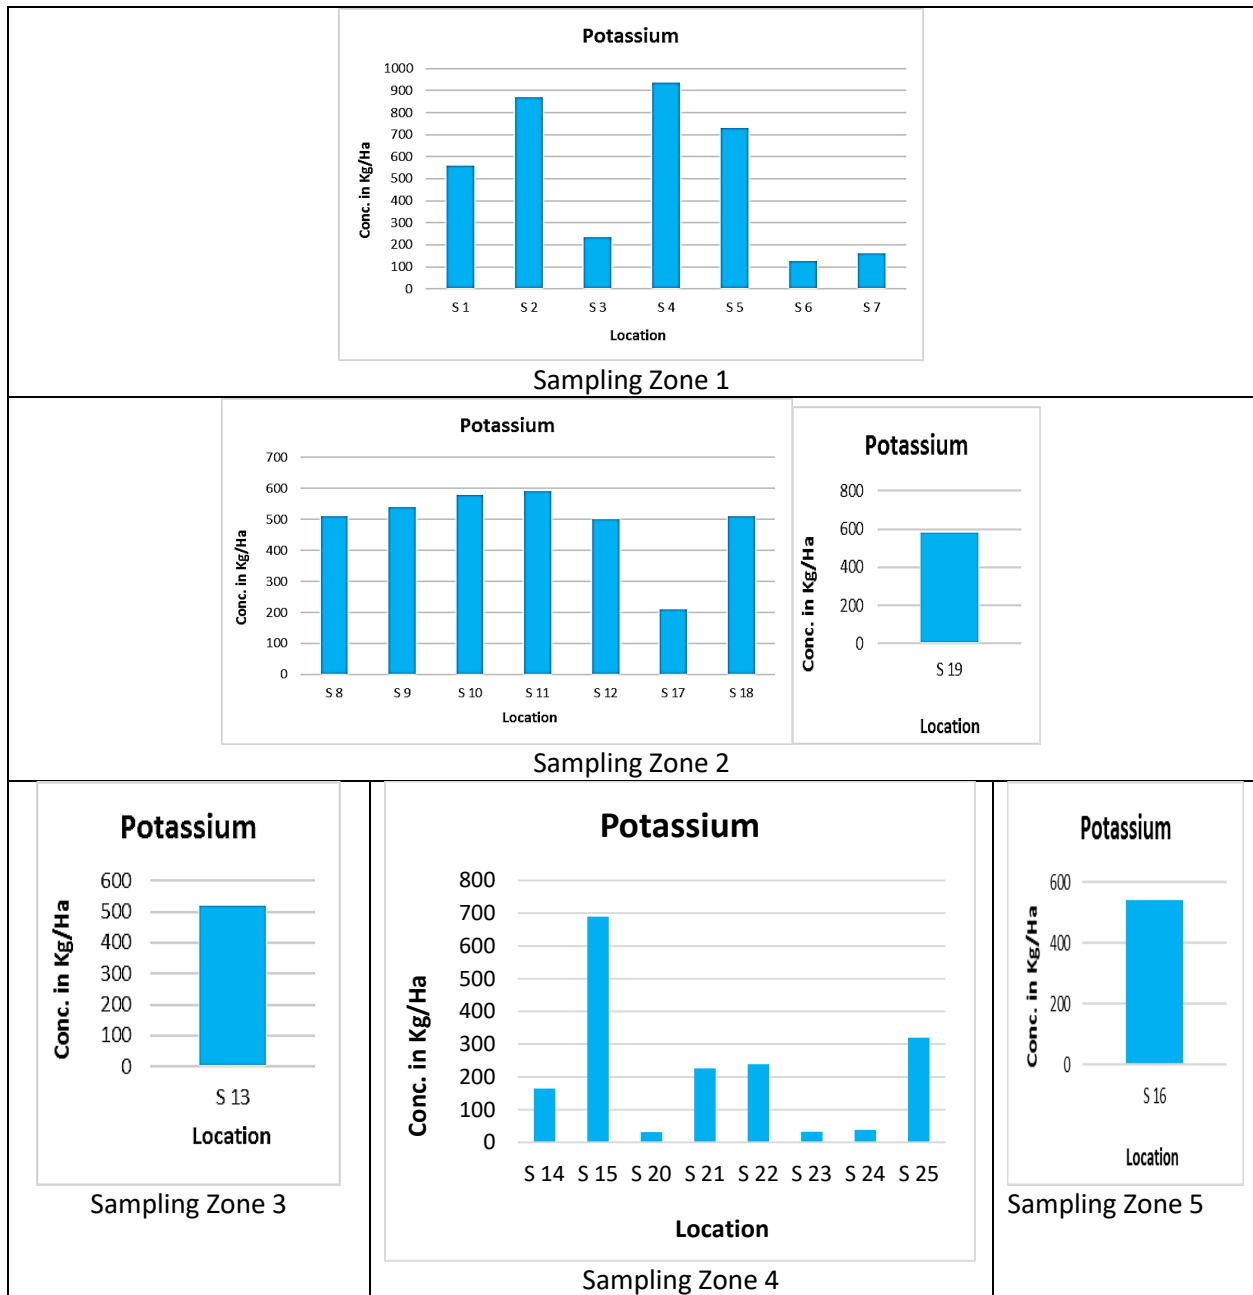 Potassium
Conc. in Kg/Ha
1000
900
800
700
600
500
400
300
200
100
0
S 1 S 2 S 3 S 4 S 5 S 6 S 7
Location
Sampling Zone 1
Potassium
Conc. in Kg/Ha
700
600
500
400
300
200
100
0
S 8 S 9 S 10 S 11 S 12 S 17 S 18
Location
Potassium
Conc. in Kg/Ha
800
600
400
200
0
S 19
Location
Sampling Zone 2
Potassium
Conc. in Kg/Ha
600
500
400
300
200
100
0
S 13
Location
Sampling Zone 3
Potassium
Conc. in Kg/Ha
800
700
600
500
400
300
200
100
0
S 14 S 15 S 20 S 21 S 22 S 23 S 24 S 25
Location
Sampling Zone 4
Potassium
Conc. in Kg/Ha
600
400
200
0
S 16
Location
Sampling Zone 5